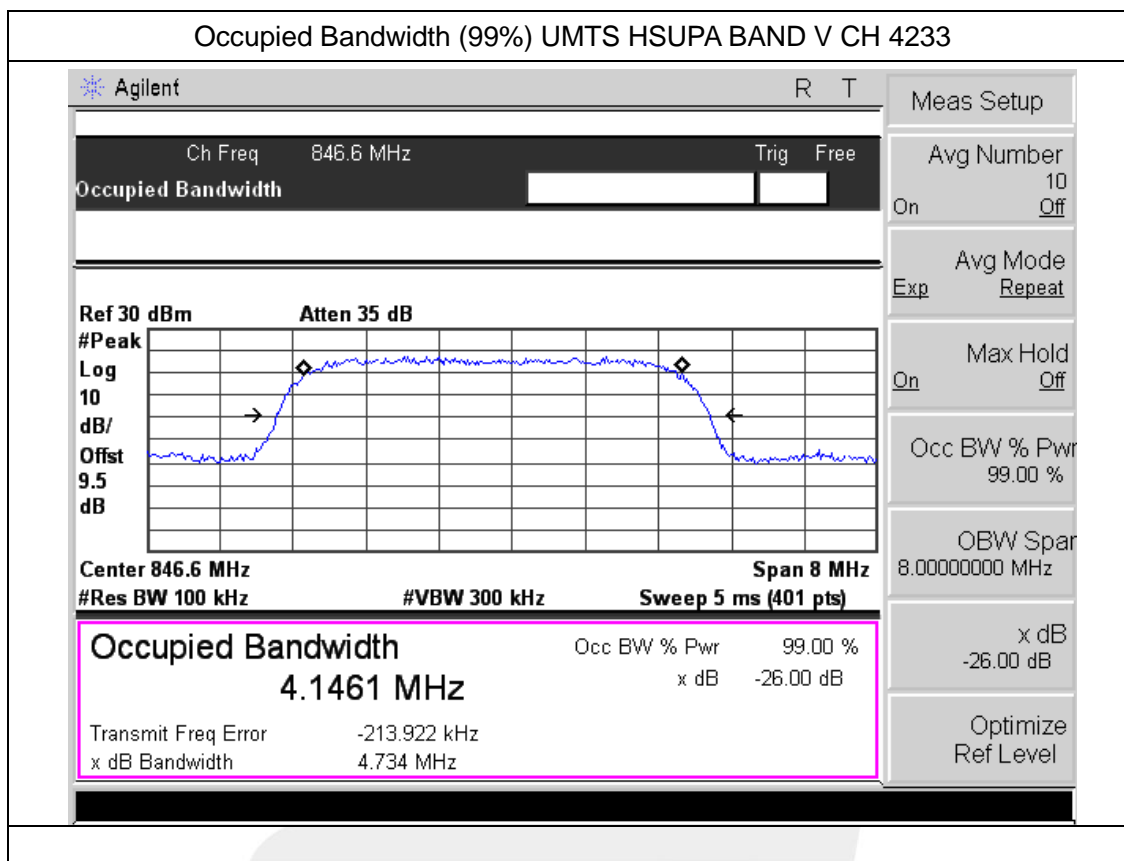 Occupied Bandwidth (99%) UMTS HSUPA BAND V CH 4233
Agilent R T
Meas Setup
Ch Freq 846.6 MHz Trig Free
Occupied Bandwidth
Avg Number
10
On Off
Avg Mode
Exp Repeat
Max Hold
On Off
Occ BW % Pwr
99.00 %
OBW Span
8.00000000 MHz
x dB
-26.00 dB
Optimize
Ref Level
Ref 30 dBm Atten 35 dB
#Peak
Log
10
dB/
Offst
9.5
dB
Center 846.6 MHz Span 8 MHz
#Res BW 100 kHz #VBW 300 kHz Sweep 5 ms (401 pts)
Occupied Bandwidth
4.1461 MHz
Occ BW % Pwr 99.00 %
x dB -26.00 dB
Transmit Freq Error -213.922 kHz
x dB Bandwidth 4.734 MHz